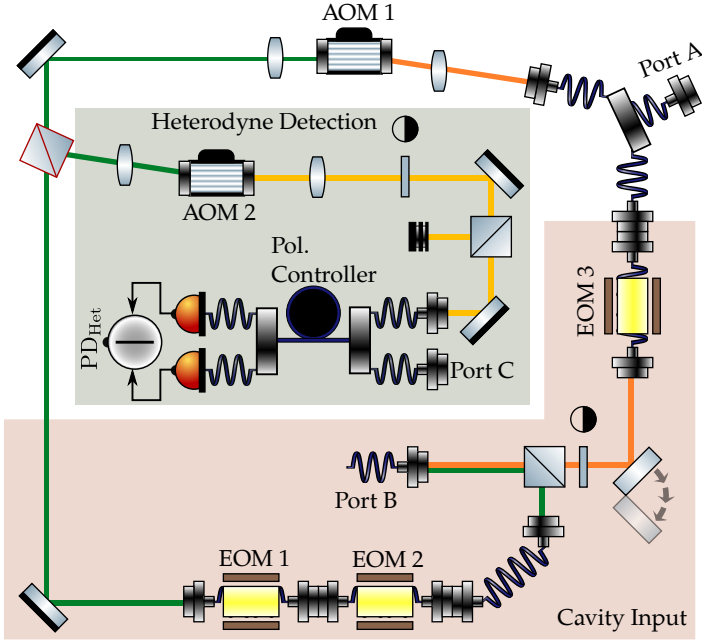 AOM 1
Port A
Heterodyne Detection
AOM 2
Pol.
Controller
EOM 3
PD_Het
Port C
Port B
EOM 1
EOM 2
Cavity Input